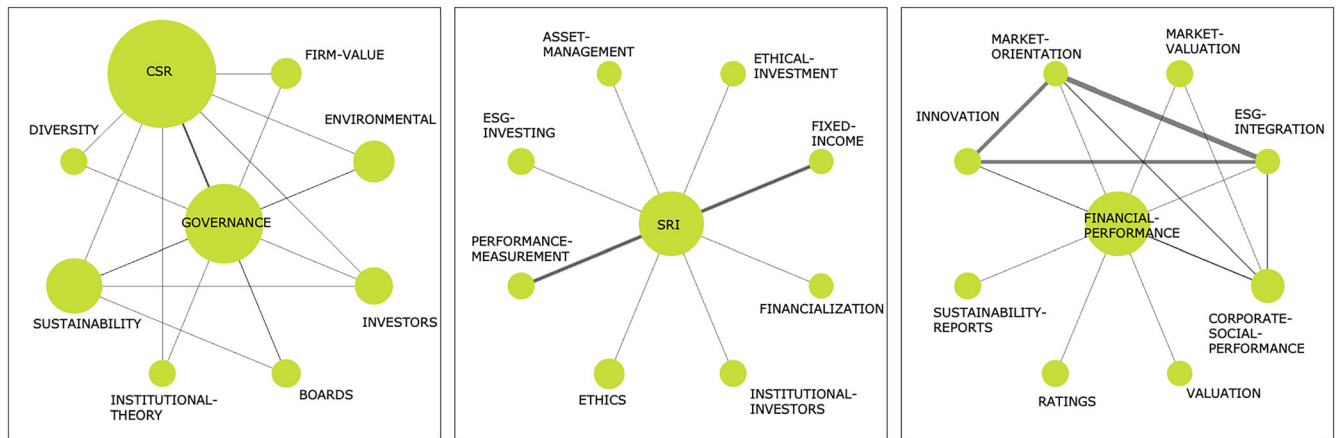 CSR
FIRM-VALUE
DIVERSITY
ENVIRONMENTAL
GOVERNANCE
SUSTAINABILITY
INVESTORS
INSTITUTIONAL-
THEORY
BOARDS
ASSET-
MANAGEMENT
ETHICAL-
INVESTMENT
ESG-
INVESTING
FIXED-
INCOME
SRI
PERFORMANCE-
MEASUREMENT
FINANCIALIZATION
ETHICS
INSTITUTIONAL-
INVESTORS
MARKET-
ORIENTATION
MARKET-
VALUATION
INNOVATION
ESG-
INTEGRATION
FINANCIAL-
PERFORMANCE
SUSTAINABILITY-
REPORTS
CORPORATE-
SOCIAL-
PERFORMANCE
RATINGS
VALUATION